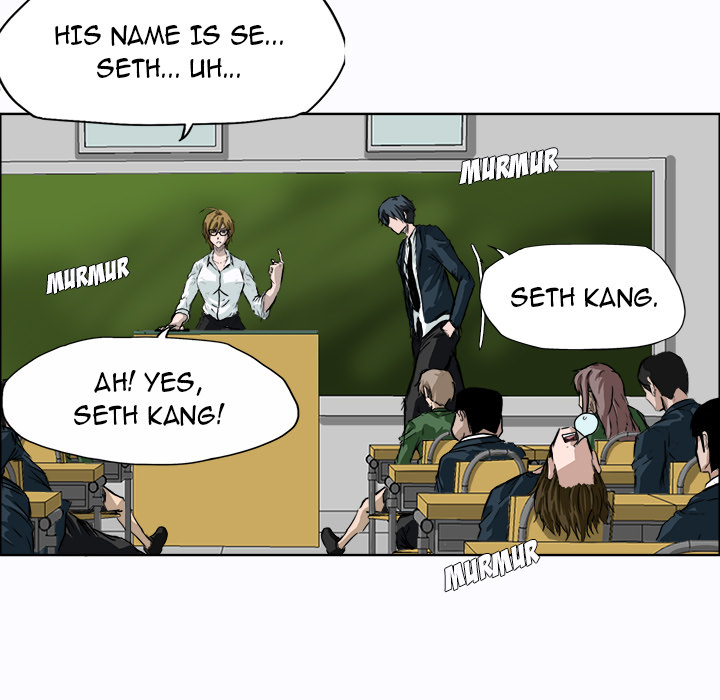 HIS NAME IS SE...
SETH... UH...
MURMUR
MURMUR
SETH KANG.
AH! YES,
SETH KANG!
MURMUR